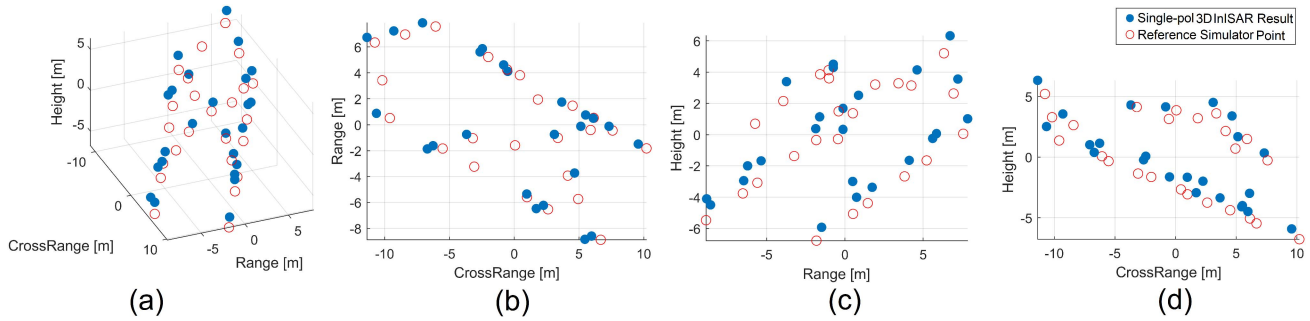 Single-pol 3D InISAR Result
Reference Simulator Point
5
0
-5
Height [m]
-10
0
10
CrossRange [m]
-5
0
5
Range [m]
(a)
8
6
4
2
0
-2
-4
-6
-8
Range [m]
-10
-5
0
5
10
CrossRange [m]
(b)
6
4
2
0
-2
-4
-6
Height [m]
-5
0
5
Range [m]
(c)
5
0
-5
Height [m]
-10
-5
0
5
10
CrossRange [m]
(d)